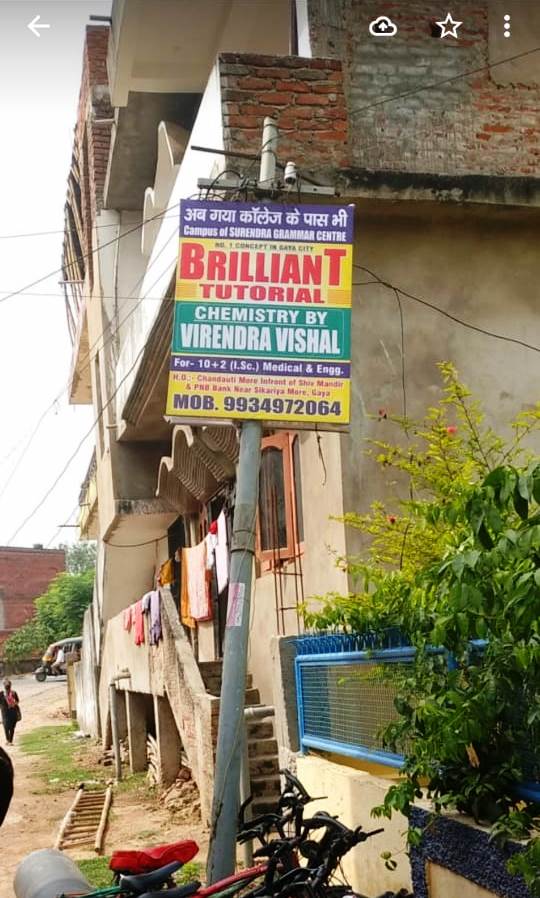 अब गया कॉलेज के पास भी
Campus of SURENDRA GRAMMAR CENTRE
NO. 1 CONCEPT IN GAYA CITY
BRILLIANT
TUTORIAL
CHEMISTRY BY
VIRENDRA VISHAL
For- 10+2 (I.Sc.) Medical & Engg.
H.O.:- Chandauti More Infront of Shiv Mandir
& PNB Bank Near Sikariya More, Gaya
MOB. 9934972064